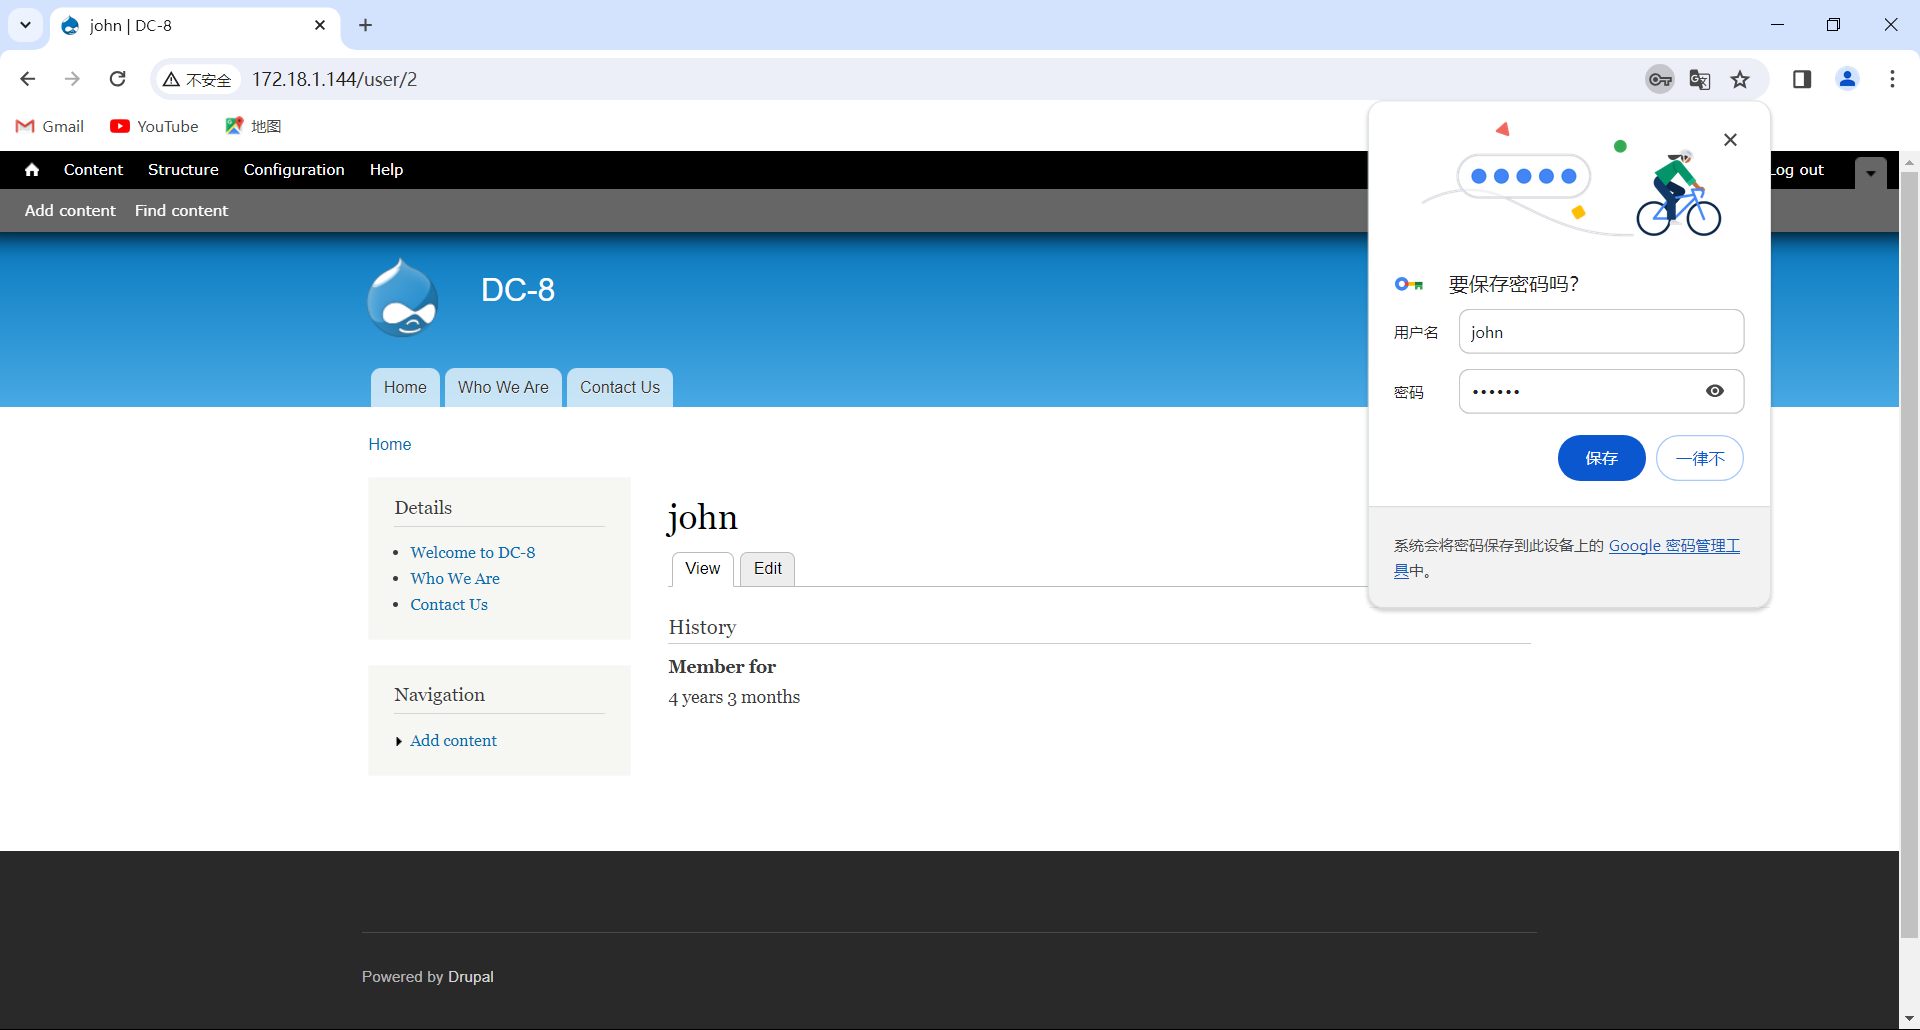 john | DC-8
不安全 172.18.1.144/user/2
Gmail YouTube 地图
Content Structure Configuration Help Log out
Add content Find content
DC-8
Home Who We Are Contact Us
Home
Details
Welcome to DC-8
Who We Are
Contact Us
Navigation
Add content
john
View Edit
History
Member for
4 years 3 months
要保存密码吗?
用户名 john
密码 ••••••
保存 一律不
系统会将密码保存到此设备上的 Google 密码管理工
具中。
Powered by Drupal